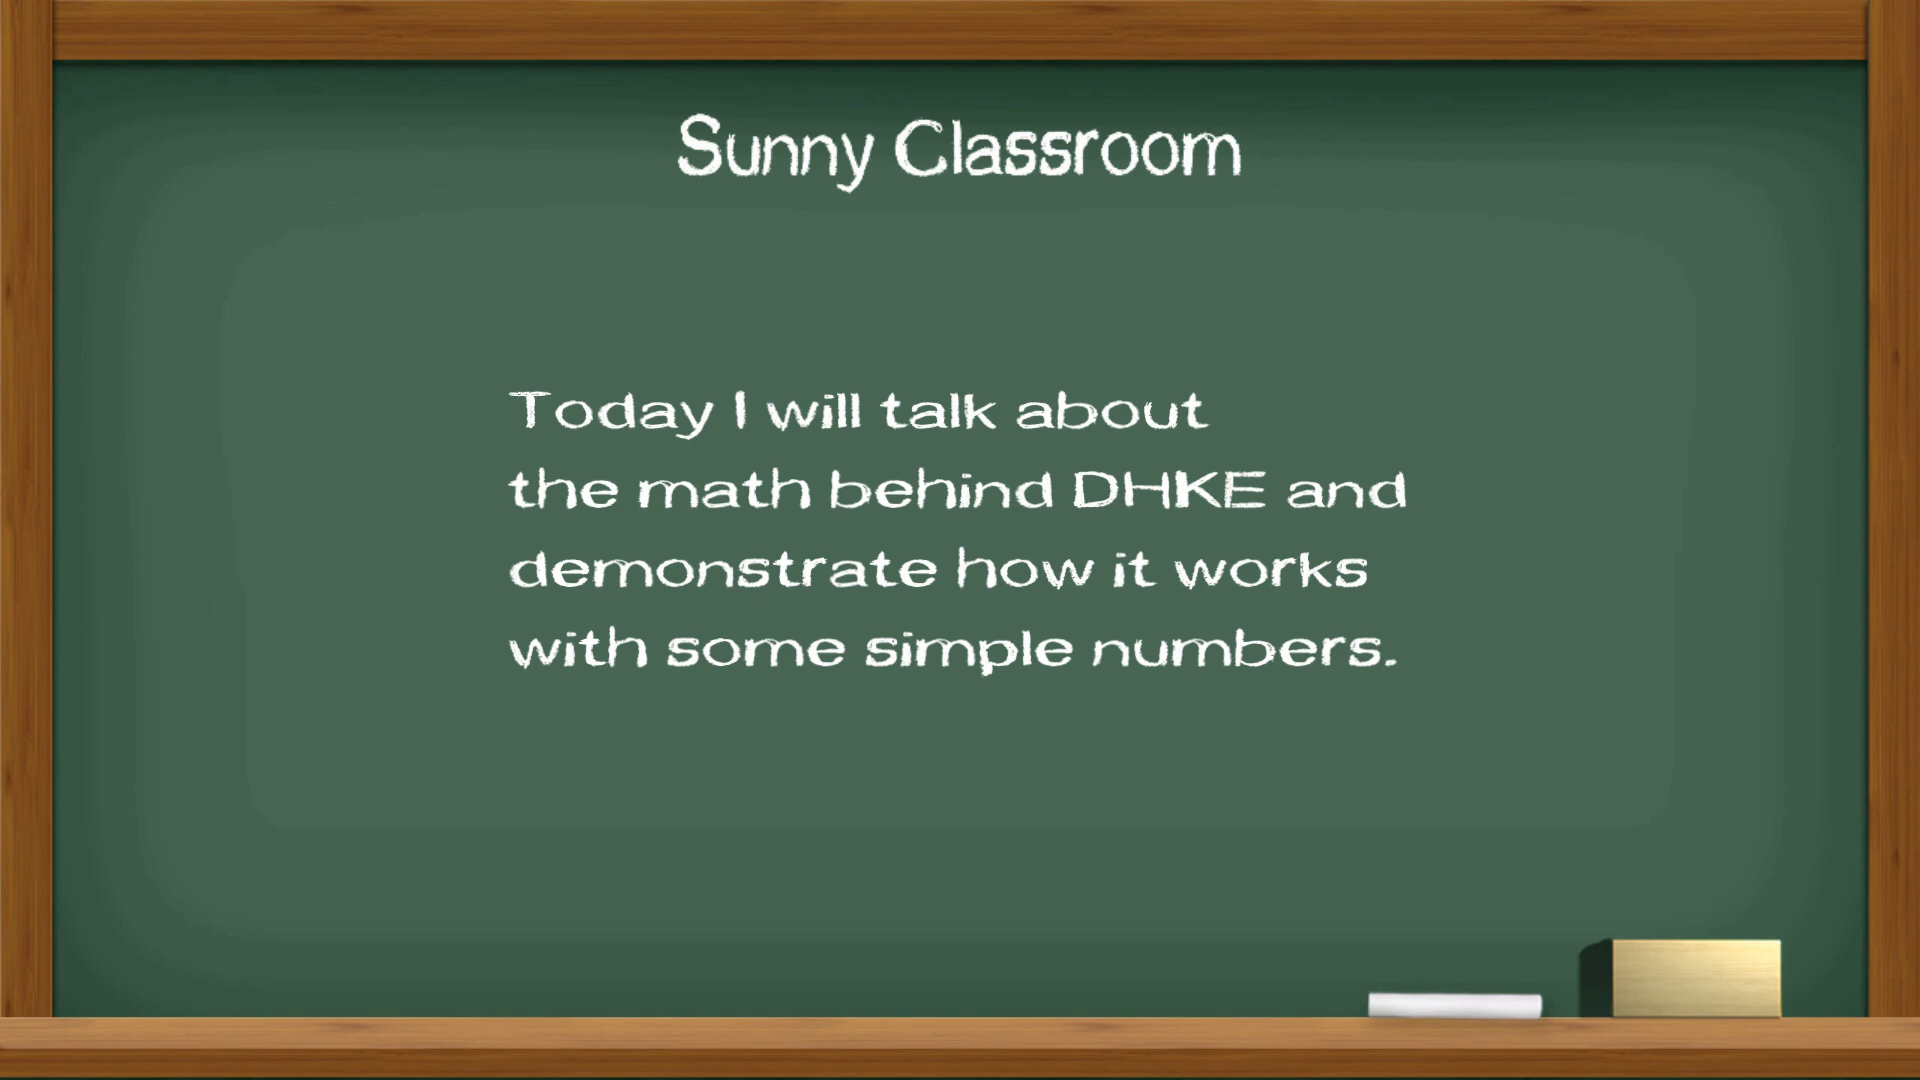 Sunny Classroom
Today I will talk about
the math behind DHKE and
demonstrate how it works
with some simple numbers.